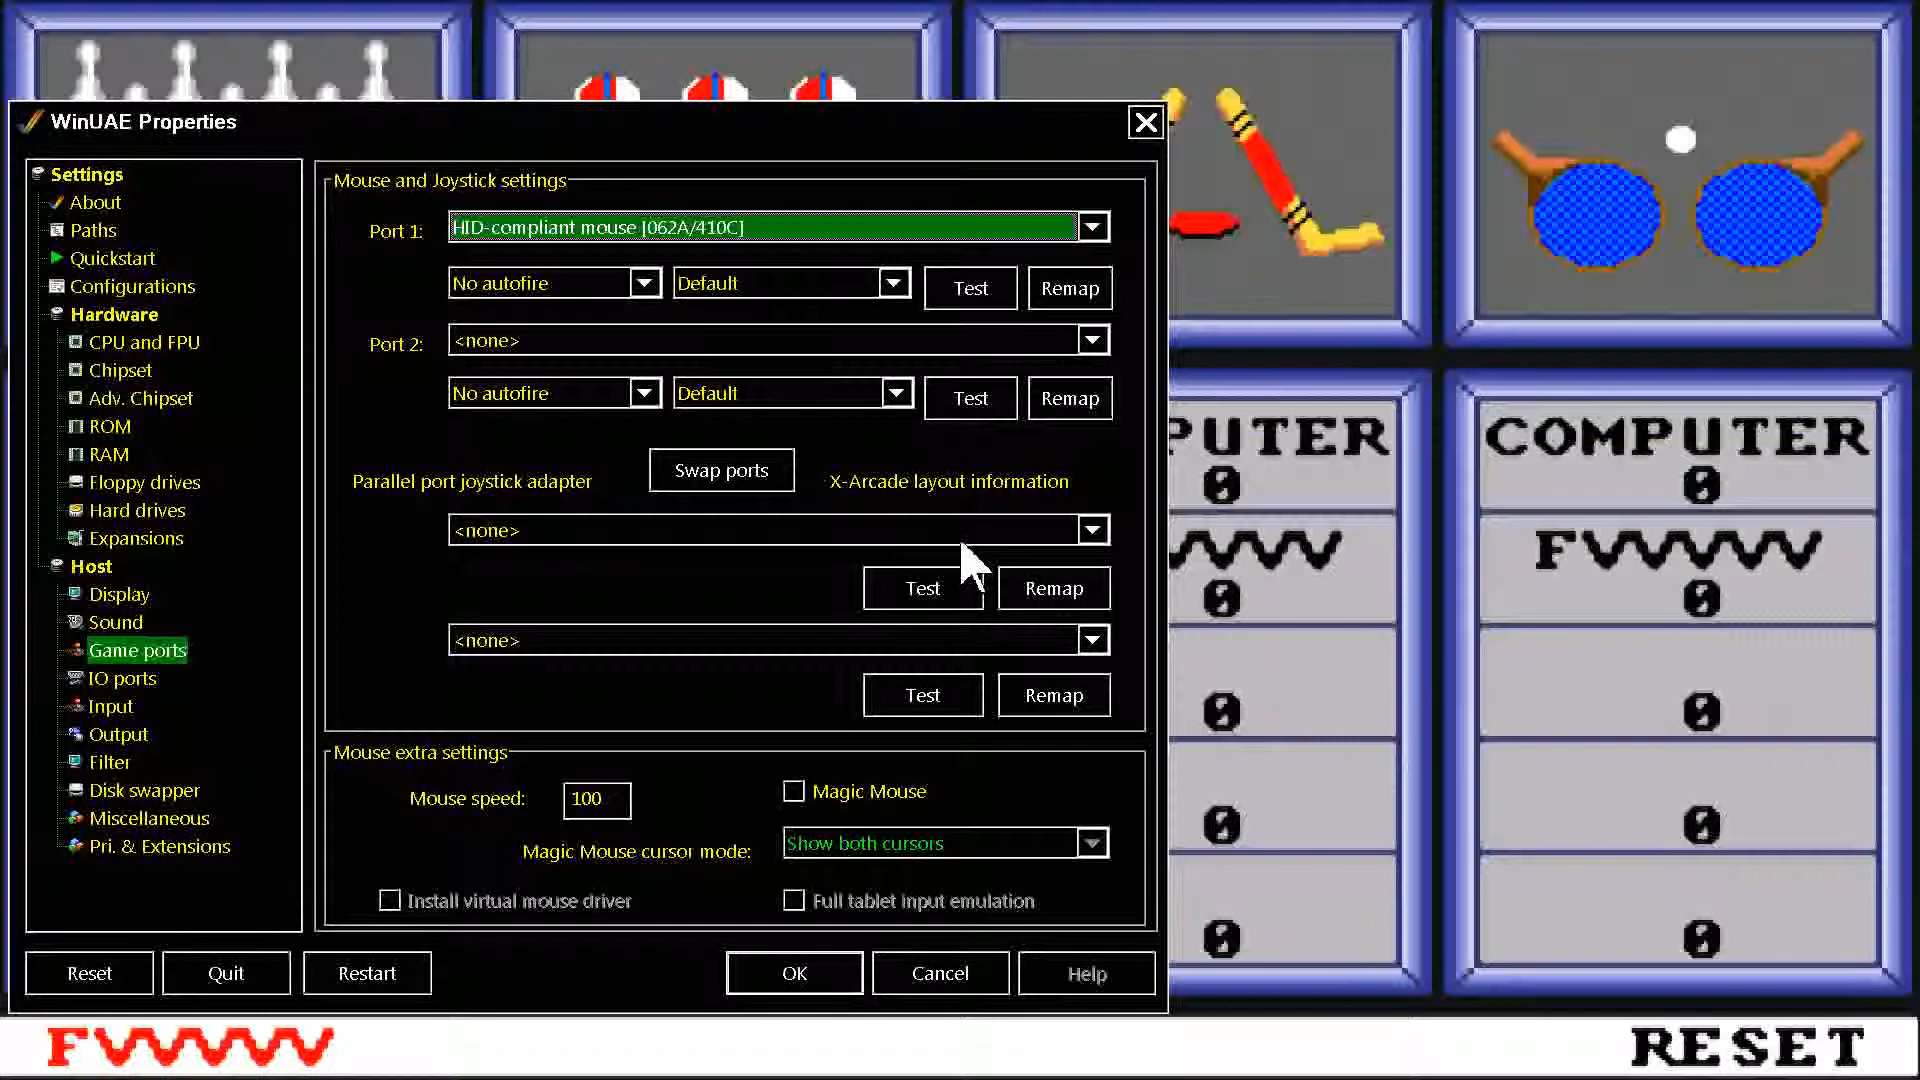 WinUAE Properties
Settings
About
Paths
Quickstart
Configurations
Hardware
CPU and FPU
Chipset
Adv. Chipset
ROM
RAM
Floppy drives
Hard drives
Expansions
Host
Display
Sound
Game ports
IO ports
Input
Output
Filter
Disk swapper
Miscellaneous
Pri. & Extensions
Mouse and Joystick settings
Port 1: HID-compliant mouse [062A/410C]
No autofire Default Test Remap
Port 2: <none>
No autofire Default Test Remap
Parallel port joystick adapter Swap ports X-Arcade layout information
<none>
Test Remap
<none>
Test Remap
Mouse extra settings
Mouse speed: 100 Magic Mouse
Magic Mouse cursor mode: Show both cursors
Install virtual mouse driver Full tablet input emulation
Reset Quit Restart OK Cancel Help
PUTER
0
0
0
0
0
COMPUTER
0
0
0
0
0
RESET